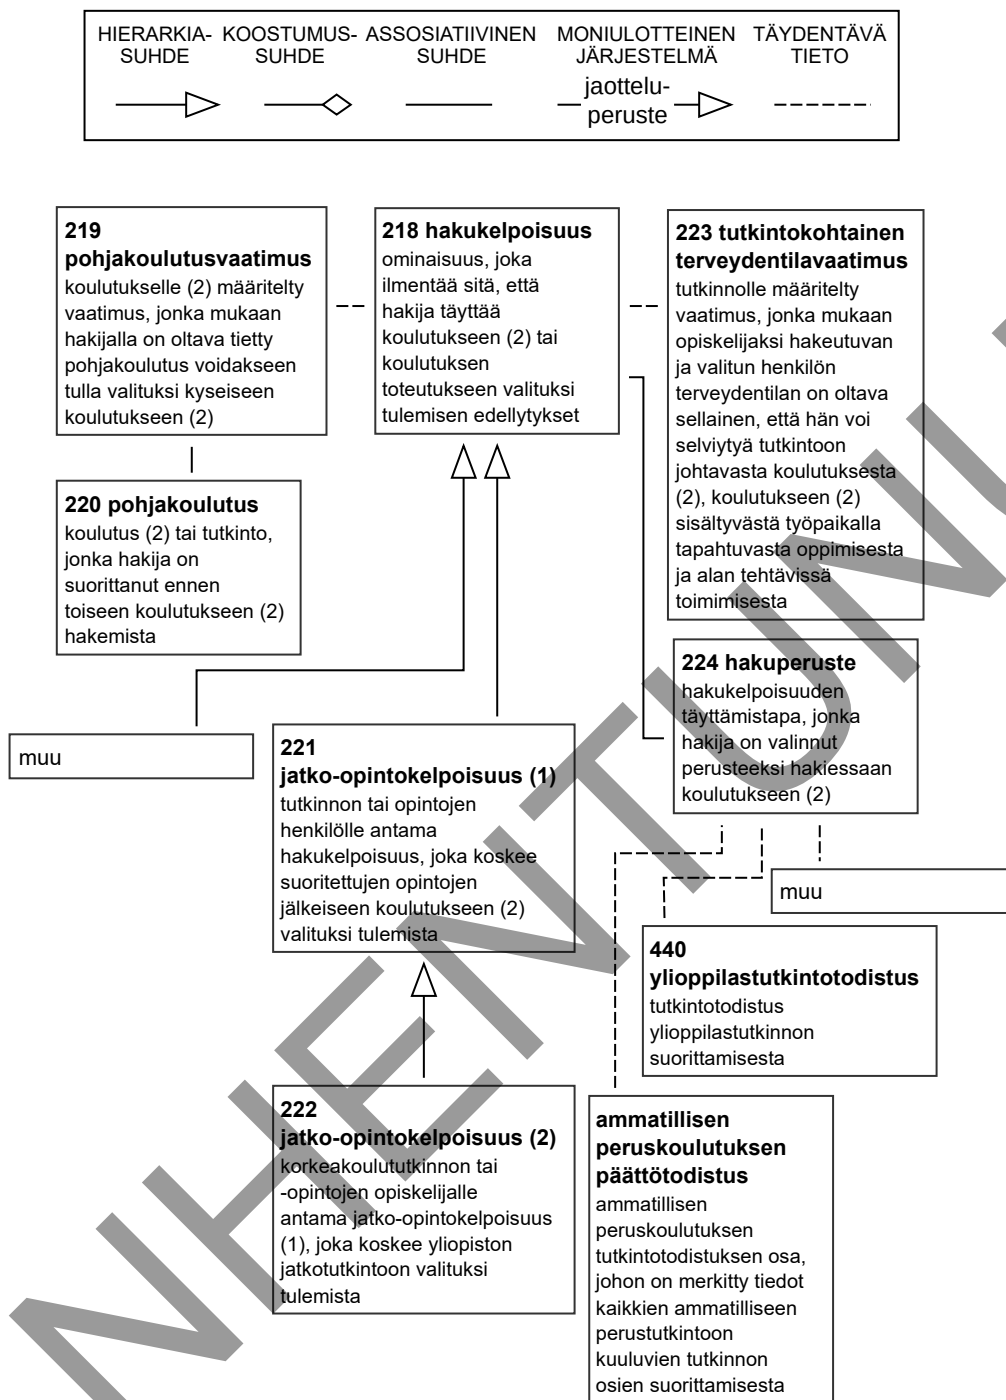 HIERARKIA-
SUHDE
KOOSTUMUS-
SUHDE
ASSOSIATIIVINEN
SUHDE
MONIULOTTEINEN
JÄRJESTELMÄ
TÄYDENTÄVÄ
TIETO
jaottelu-
peruste
219
pohjakoulutusvaatimus
koulutukselle (2) määritelty
vaatimus, jonka mukaan
hakijalla on oltava tietty
pohjakoulutus voidakseen
tulla valituksi kyseiseen
koulutukseen (2)
218 hakukelpoisuus
ominaisuus, joka
ilmentää sitä, että
hakija täyttää
koulutukseen (2) tai
koulutuksen
toteutukseen valituksi
tulemisen edellytykset
223 tutkintokohtainen
terveydentilavaatimus
tutkinnolle määritelty
vaatimus, jonka mukaan
opiskelijaksi hakeutuvan
ja valitun henkilön
terveydentilan on oltava
sellainen, että hän voi
selviytyä tutkintoon
johtavasta koulutuksesta
(2), koulutukseen (2)
sisältyvästä työpaikalla
tapahtuvasta oppimisesta
ja alan tehtävissä
toimimisesta
220 pohjakoulutus
koulutus (2) tai tutkinto,
jonka hakija on
suorittanut ennen
toiseen koulutukseen (2)
hakemista
224 hakuperuste
hakukelpoisuuden
täyttämistapa, jonka
hakija on valinnut
perusteeksi hakiessaan
koulutukseen (2)
muu
221
jatko-opintokelpoisuus (1)
tutkinnon tai opintojen
henkilölle antama
hakukelpoisuus, joka koskee
suoritettujen opintojen
jälkeiseen koulutukseen (2)
valituksi tulemista
muu
440
ylioppilastutkintotodistus
tutkintotodistus
ylioppilastutkinnon
suorittamisesta
222
jatko-opintokelpoisuus (2)
korkeakoulututkinnon tai
-opintojen opiskelijalle
antama jatko-opintokelpoisuus
(1), joka koskee yliopiston
jatkotutkintoon valituksi
tulemista
ammatillisen
peruskoulutuksen
päättötodistus
ammatillisen
peruskoulutuksen
tutkintotodistuksen osa,
johon on merkitty tiedot
kaikkien ammatilliseen
perustutkintoon
kuuluvien tutkinnon
osien suorittamisesta
NHENTUN